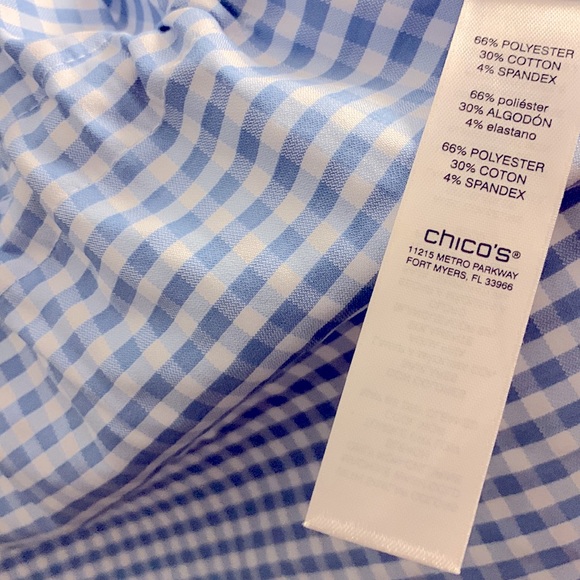 66% POLYESTER
30% COTTON
4% SPANDEX
66% poliéster
30% ALGODÓN
4% elastano
66% POLYESTER
30% COTON
4% SPANDEX
chico's®
11215 METRO PARKWAY
FORT MYERS, FL 33966